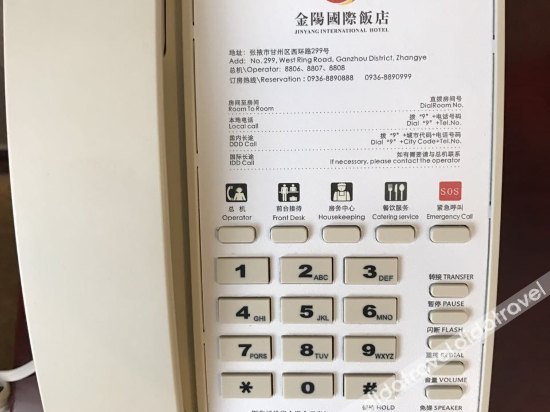 金陽國際飯店
JINYANG INTERNATIONAL HOTEL
地址: 张掖市甘州区西环路299号
Add: No. 299, West Ring Road, Ganzhou District, Zhangye
总机\Operator: 8806、8807、8808
订房热线\Reservation: 0936-8890888 0936-8890999
房间至房间 直拨房间号
Room To Room DialRoom No.
本地电话 拨 "9" +电话号码
Local call Dial "9" +Tel.No.
国内长途 拨 "9" +城市代码+电话号码
DDD Call Dial "9" +City Code+Tel.No.
国际长途 如有需要请与总机联系
IDD Call If necessary, please contact the operator
SOS
总 机 前台接待 房务中心 餐饮服务 紧急呼叫
Operator Front Desk Housekeeping Catering service Emergency Call
1 2 ABC 3 DEF
转接 TRANSFER
4 GHI 5 JKL 6 MNO
暂停 PAUSE
闪断 FLASH
7 PQRS 8 TUV 9 WXYZ
重拨 REDIAL
* 0 #
音量 VOLUME
HOLD
免提 SPEAKER